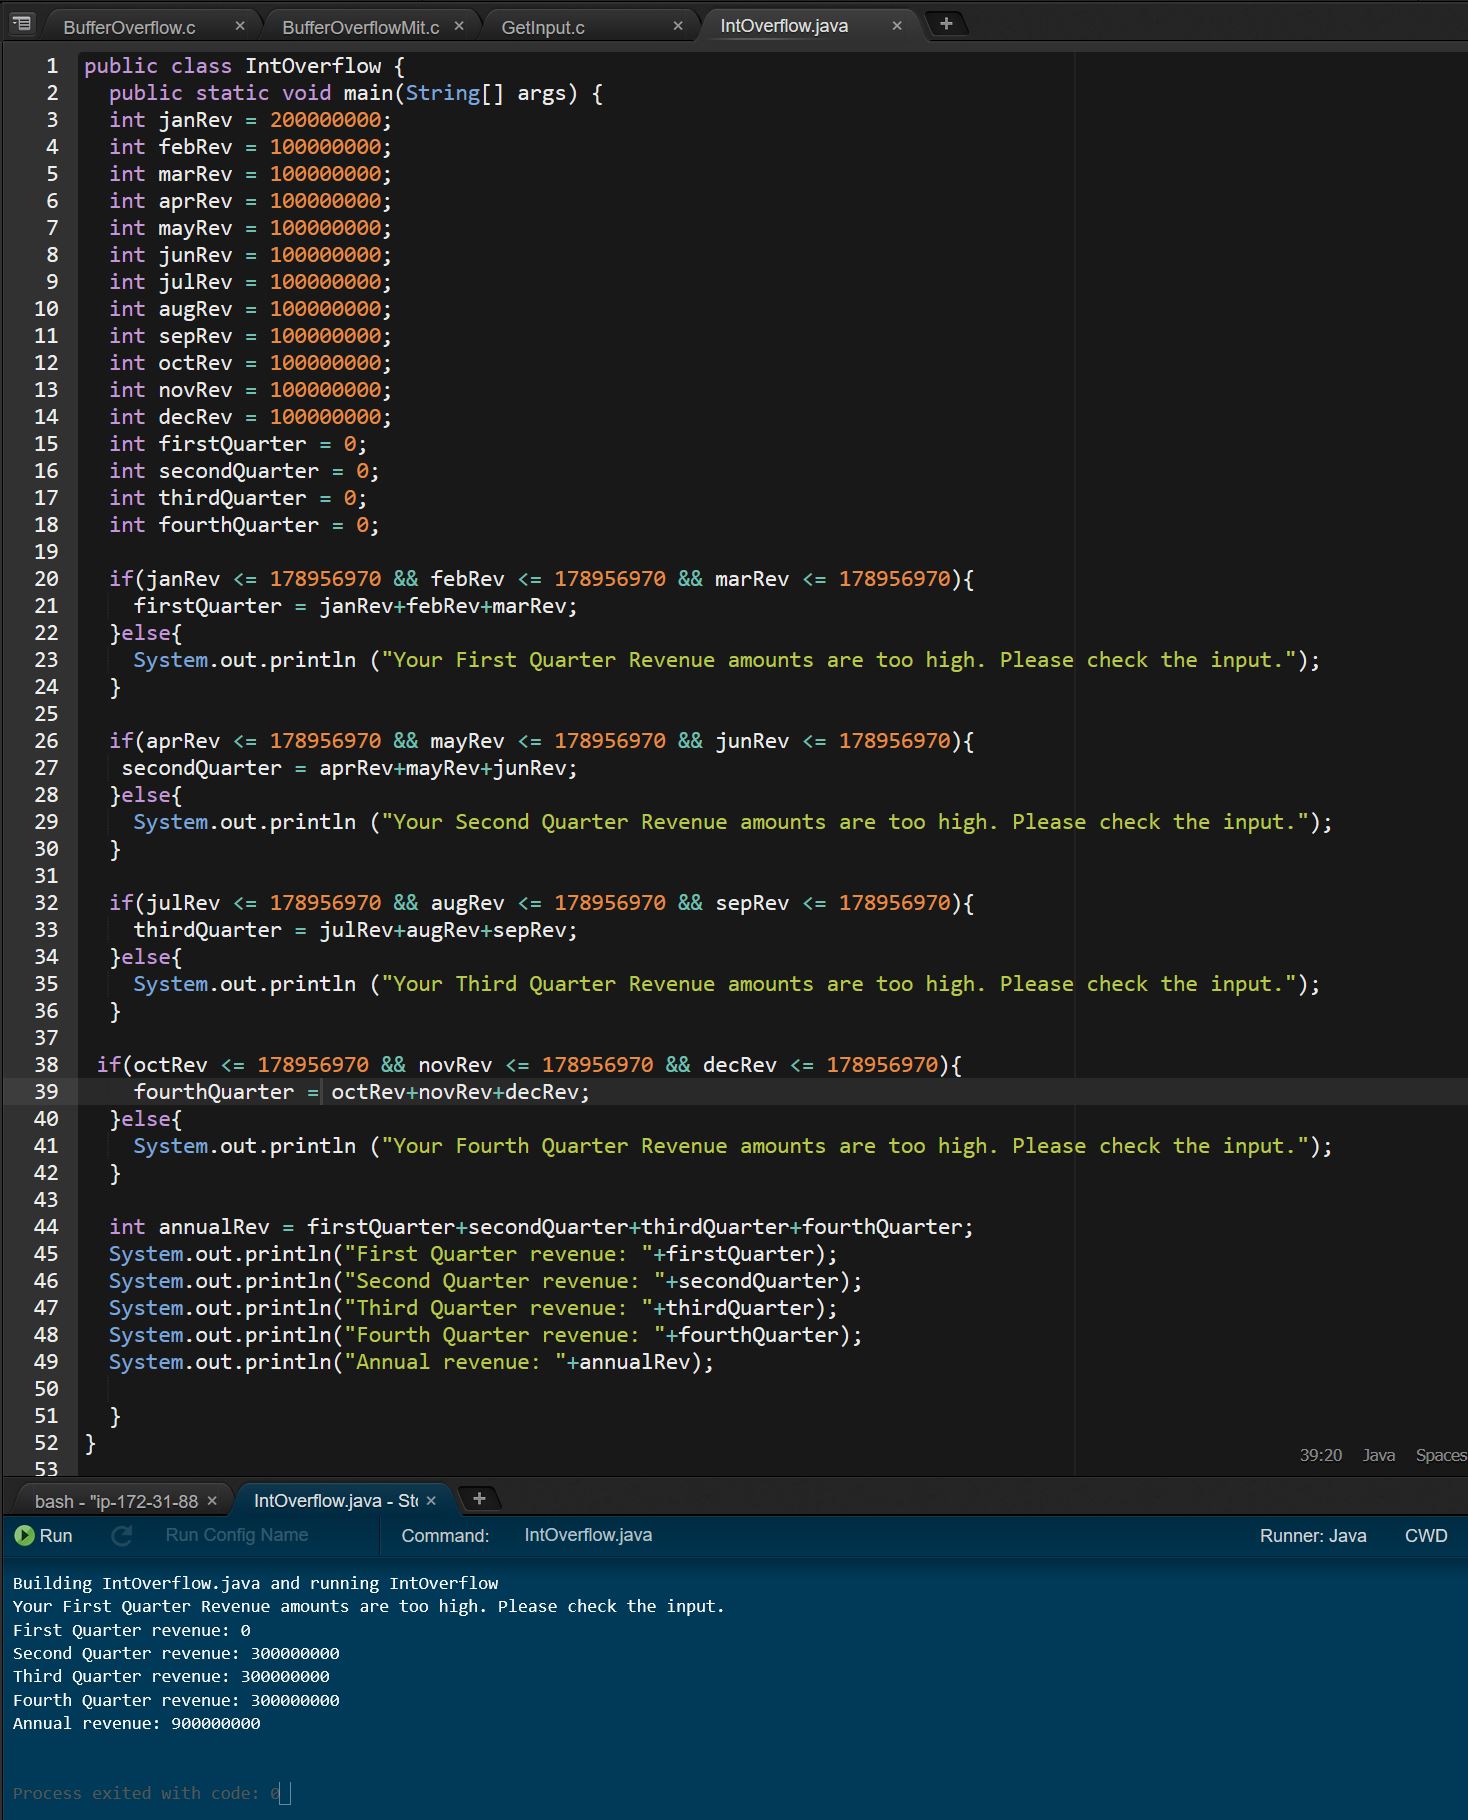 BufferOverflow.c × BufferOverflowMit.c × GetInput.c × IntOverflow.java × +
1 public class IntOverflow {
2   public static void main(String[] args) {
3   int janRev = 200000000;
4   int febRev = 100000000;
5   int marRev = 100000000;
6   int aprRev = 100000000;
7   int mayRev = 100000000;
8   int junRev = 100000000;
9   int julRev = 100000000;
10   int augRev = 100000000;
11   int sepRev = 100000000;
12   int octRev = 100000000;
13   int novRev = 100000000;
14   int decRev = 100000000;
15   int firstQuarter = 0;
16   int secondQuarter = 0;
17   int thirdQuarter = 0;
18   int fourthQuarter = 0;
19
20   if(janRev <= 178956970 && febRev <= 178956970 && marRev <= 178956970){
21     firstQuarter = janRev+febRev+marRev;
22   }else{
23     System.out.println ("Your First Quarter Revenue amounts are too high. Please check the input.");
24   }
25
26   if(aprRev <= 178956970 && mayRev <= 178956970 && junRev <= 178956970){
27    secondQuarter = aprRev+mayRev+junRev;
28   }else{
29     System.out.println ("Your Second Quarter Revenue amounts are too high. Please check the input.");
30   }
31
32   if(julRev <= 178956970 && augRev <= 178956970 && sepRev <= 178956970){
33     thirdQuarter = julRev+augRev+sepRev;
34   }else{
35     System.out.println ("Your Third Quarter Revenue amounts are too high. Please check the input.");
36   }
37
38  if(octRev <= 178956970 && novRev <= 178956970 && decRev <= 178956970){
39     fourthQuarter = octRev+novRev+decRev;
40   }else{
41     System.out.println ("Your Fourth Quarter Revenue amounts are too high. Please check the input.");
42   }
43
44   int annualRev = firstQuarter+secondQuarter+thirdQuarter+fourthQuarter;
45   System.out.println("First Quarter revenue: "+firstQuarter);
46   System.out.println("Second Quarter revenue: "+secondQuarter);
47   System.out.println("Third Quarter revenue: "+thirdQuarter);
48   System.out.println("Fourth Quarter revenue: "+fourthQuarter);
49   System.out.println("Annual revenue: "+annualRev);
50
51   }
52 }
53
39:20 Java Spaces
bash - "ip-172-31-88 × IntOverflow.java - Sto × +
Run Run Config Name Command: IntOverflow.java Runner: Java CWD
Building IntOverflow.java and running IntOverflow
Your First Quarter Revenue amounts are too high. Please check the input.
First Quarter revenue: 0
Second Quarter revenue: 300000000
Third Quarter revenue: 300000000
Fourth Quarter revenue: 300000000
Annual revenue: 900000000
Process exited with code: 0